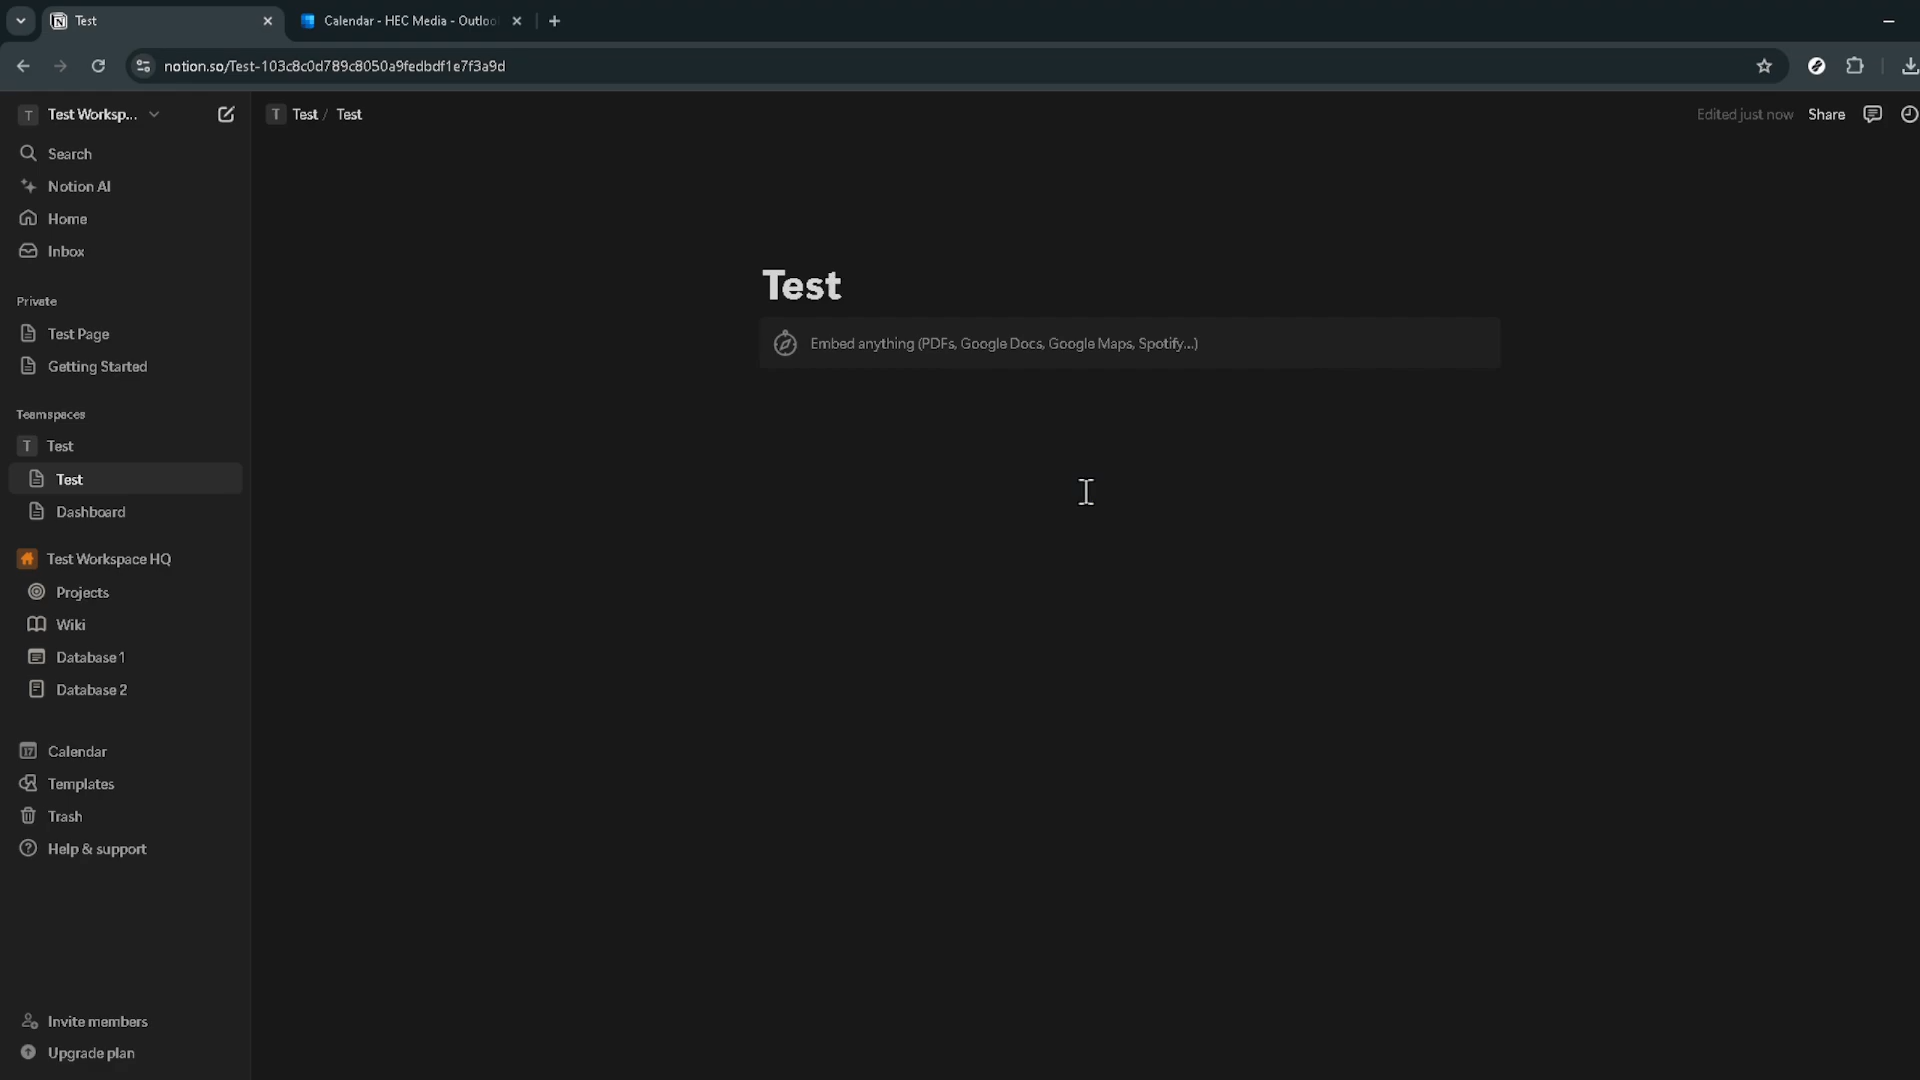 Test
Calendar - HEC Media - Outloo
notion.so/Test-103c8c0d789c8050a9fedbdf1e7f3a9d
T Test Worksp...
T Test / Test
Edited just now Share
Search
Notion AI
Home
Inbox
Private
Test Page
Getting Started
Teamspaces
T Test
Test
Dashboard
Test Workspace HQ
Projects
Wiki
Database 1
Database 2
17 Calendar
Templates
Trash
Help & support
Invite members
Upgrade plan
Test
Embed anything (PDFs, Google Docs, Google Maps, Spotify...)